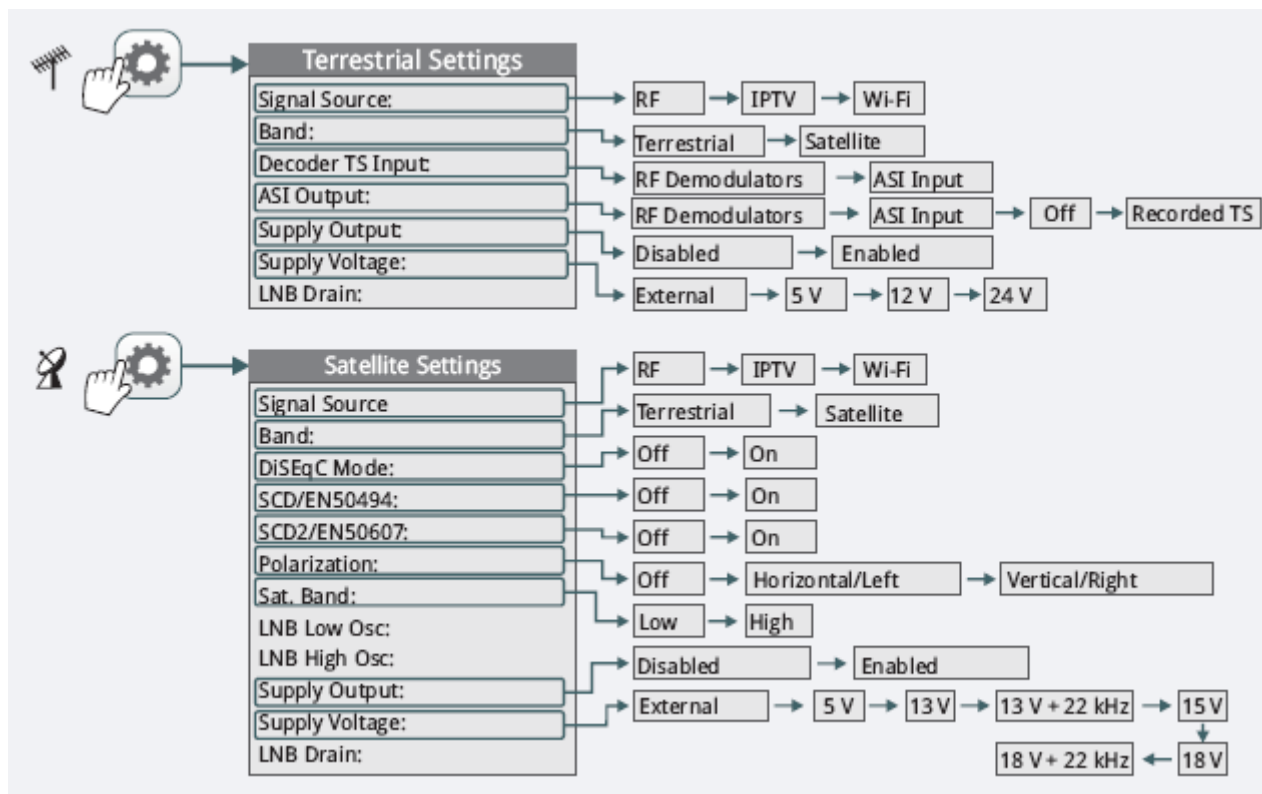 Terrestrial Settings
Signal Source: RF IPTV Wi-Fi
Band: Terrestrial Satellite
Decoder TS Input: RF Demodulators ASI Input
ASI Output: RF Demodulators ASI Input Off Recorded TS
Supply Output: Disabled Enabled
Supply Voltage: External 5 V 12 V 24 V
LNB Drain:
Satellite Settings
Signal Source RF IPTV Wi-Fi
Band: Terrestrial Satellite
DiSEqC Mode: Off On
SCD/EN50494: Off On
SCD2/EN50607: Off On
Polarization: Off Horizontal/Left Vertical/Right
Sat. Band: Low High
LNB Low Osc:
LNB High Osc:
Supply Output: Disabled Enabled
Supply Voltage: External 5 V 13 V 13 V + 22 kHz 15 V
18 V + 22 kHz 18 V
LNB Drain: